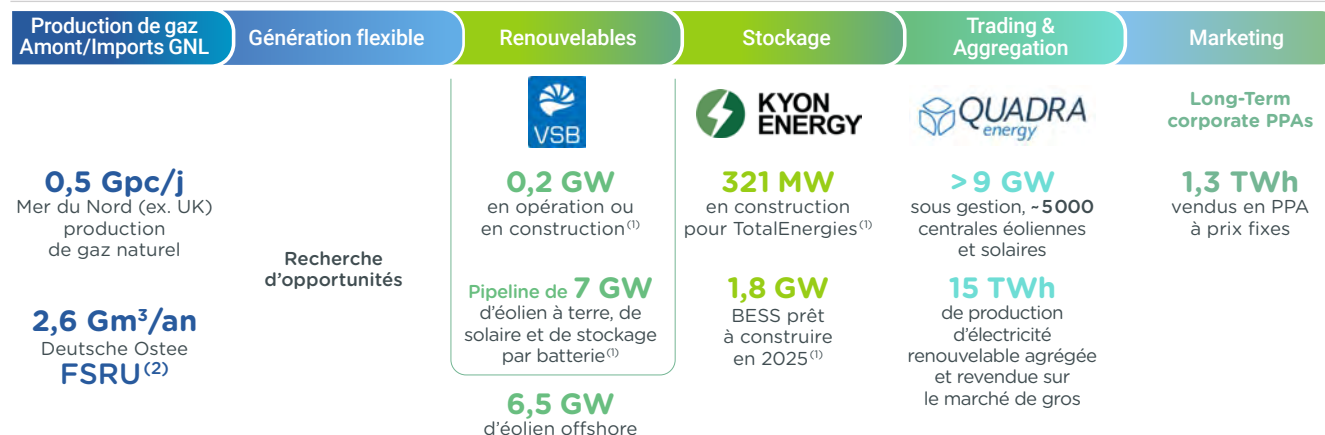 Production de gaz
Amont/Imports GNL
Génération flexible
Renouvelables
Stockage
Trading &
Aggregation
Marketing
0,5 Gpc/j
Mer du Nord (ex. UK)
production
de gaz naturel
2,6 Gm³/an
Deutsche Ostee
FSRU(2)
Recherche
d'opportunités
VSB
0,2 GW
en opération ou
en construction(1)
Pipeline de 7 GW
d'éolien à terre, de
solaire et de stockage
par batterie(1)
6,5 GW
d'éolien offshore
KYON
ENERGY
321 MW
en construction
pour TotalEnergies(1)
1,8 GW
BESS prêt
à construire
en 2025(1)
QUADRA
energy
> 9 GW
sous gestion, ~5000
centrales éoliennes
et solaires
15 TWh
de production
d'électricité
renouvelable agrégée
et revendue sur
le marché de gros
Long-Term
corporate PPAs
1,3 TWh
vendus en PPA
à prix fixes